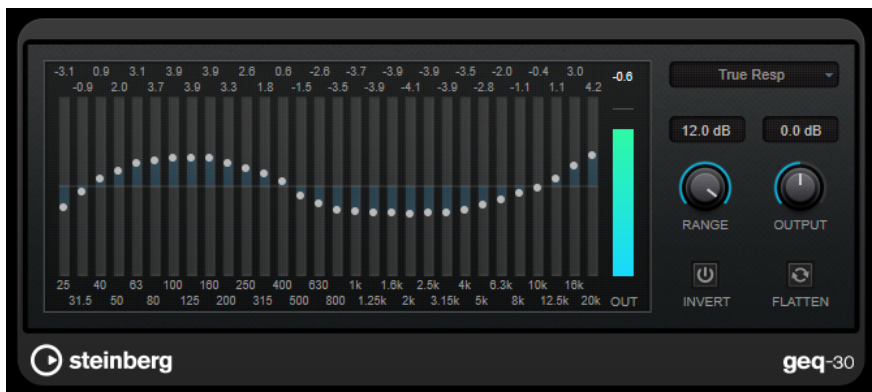 -3.1 0.9 3.1 3.9 3.9 2.6 0.6 -2.6 -3.7 -3.9 -3.9 -3.5 -2.0 -0.4 3.0 -0.6
-0.9 2.0 3.7 3.9 3.3 1.8 -1.5 -3.5 -3.9 -4.1 -3.9 -2.8 -1.1 1.1 4.2
True Resp
12.0 dB 0.0 dB
RANGE OUTPUT
25 40 63 100 160 250 400 630 1k 1.6k 2.5k 4k 6.3k 10k 16k
31.5 50 80 125 200 315 500 800 1.25k 2k 3.15k 5k 8k 12.5k 20k OUT
INVERT FLATTEN
steinberg geq-30